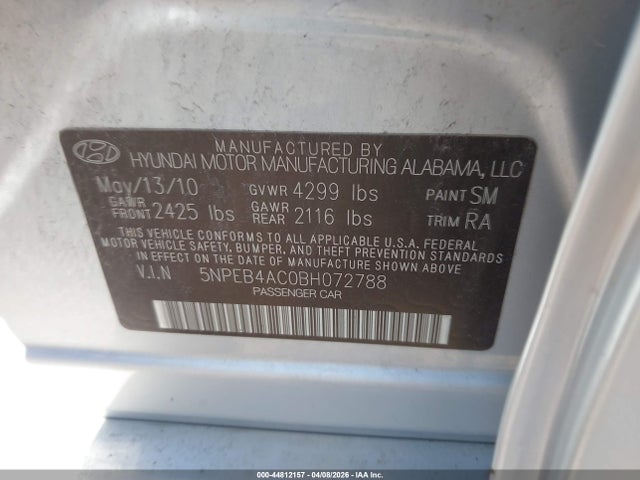 MANUFACTURED BY
HYUNDAI MOTOR MANUFACTURING ALABAMA, LLC
May/13/10 GVWR 4299 lbs PAINT SM
GAWR FRONT 2425 lbs GAWR REAR 2116 lbs TRIM RA
THIS VEHICLE CONFORMS TO ALL APPLICABLE U.S.A. FEDERAL
MOTOR VEHICLE SAFETY, BUMPER, AND THEFT PREVENTION STANDARDS
IN EFFECT ON THE DATE OF MANUFACTURE SHOWN ABOVE.
V.I.N 5NPEB4AC0BH072788
PASSENGER CAR
000-44812157 - 04/08/2026 - IAA Inc.